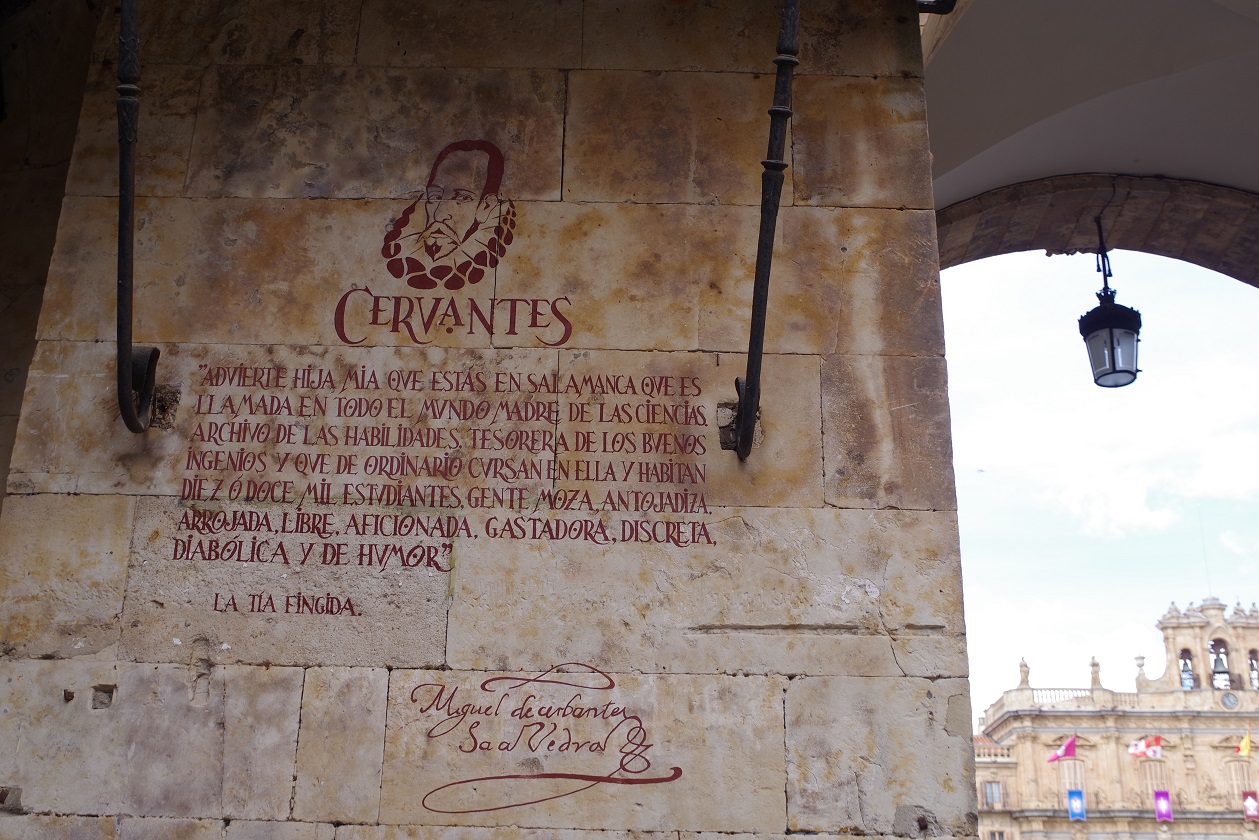 CERVANTES
"ADVIERTE HIJA MIA QVE ESTÁS EN SALAMANCA QVE ES
LLAMADA EN TODO EL MVNDO MADRE DE LAS CIENCIAS,
ARCHIVO DE LAS HABILIDADES, TESORERA DE LOS BVENOS
INGENIOS Y QVE DE ORDINARIO CVRSAN EN ELLA Y HABITAN
DIEZ Ó DOCE MIL ESTVDIANTES, GENTE MOZA, ANTOJADIZA,
ARROJADA, LIBRE, AFICIONADA, GASTADORA, DISCRETA,
DIABÓLICA Y DE HVMOR"
LA TÍA FINGIDA.
Miguel de cerbantes
Saavedra